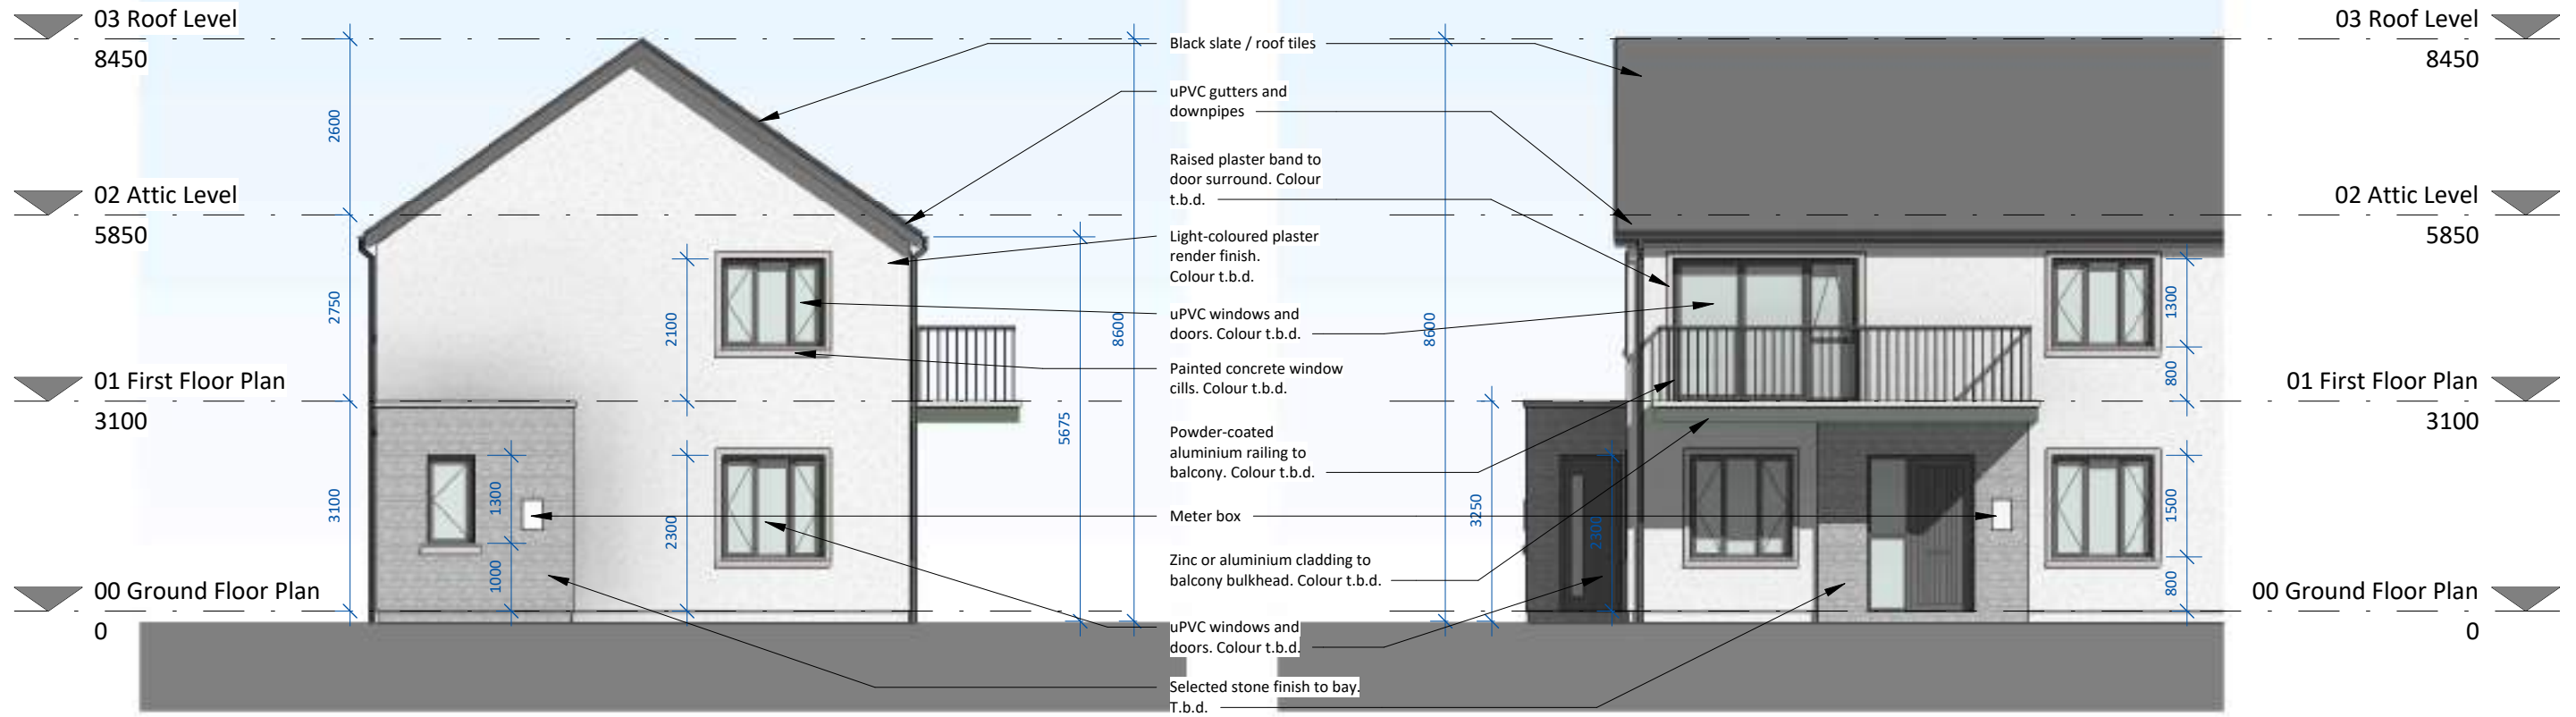 03 Roof Level
8450
02 Attic Level
5850
01 First Floor Plan
3100
00 Ground Floor Plan
0
2600
2750
3100
1300
1000
2100
2300
5675
8600
Black slate / roof tiles
uPVC gutters and
downpipes
Raised plaster band to
door surround. Colour
t.b.d.
Light-coloured plaster
render finish.
Colour t.b.d.
uPVC windows and
doors. Colour t.b.d.
Painted concrete window
cills. Colour t.b.d.
Powder-coated
aluminium railing to
balcony. Colour t.b.d.
Meter box
Zinc or aluminium cladding to
balcony bulkhead. Colour t.b.d.
uPVC windows and
doors. Colour t.b.d.
Selected stone finish to bay.
T.b.d.
8600
3250
2300
1300
800
1500
800
03 Roof Level
8450
02 Attic Level
5850
01 First Floor Plan
3100
00 Ground Floor Plan
0